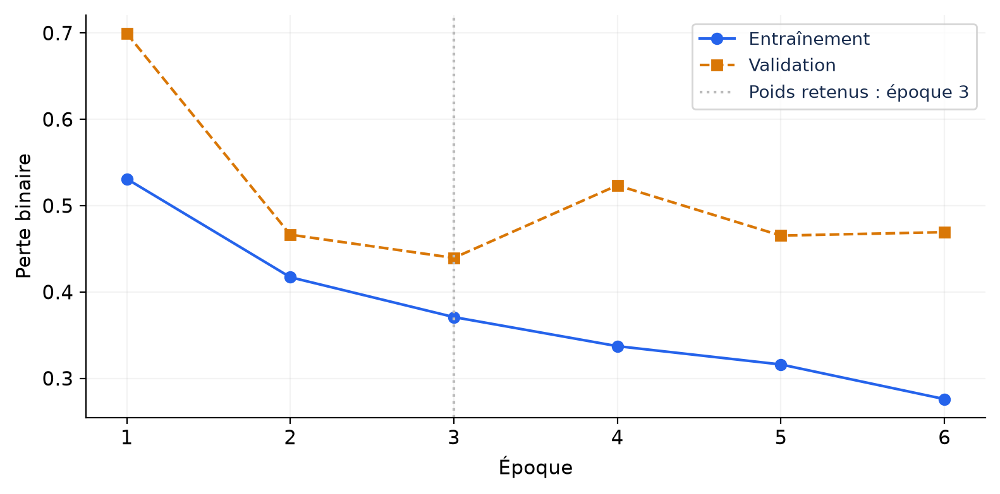 0.7
0.6
0.5
0.4
0.3
Perte binaire
Entraînement
Validation
Poids retenus : époque 3
1 2 3 4 5 6
Époque